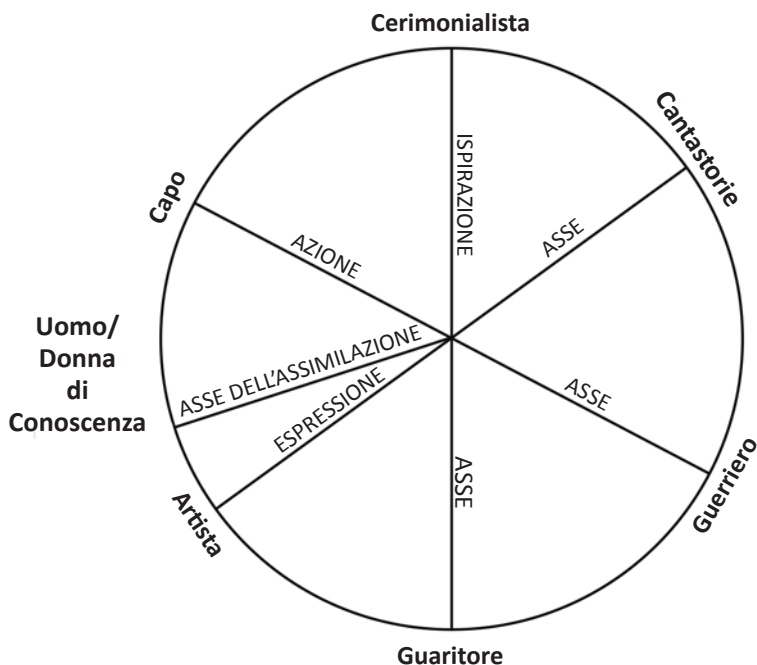 Cerimonialista
Cantastorie
Capo
ISPIRAZIONE
ASSE
AZIONE
Uomo/
Donna
di
Conoscenza
ASSE DELL’ASSIMILAZIONE
ESPRESSIONE
ASSE
ASSE
Artista
Guerriero
Guaritore